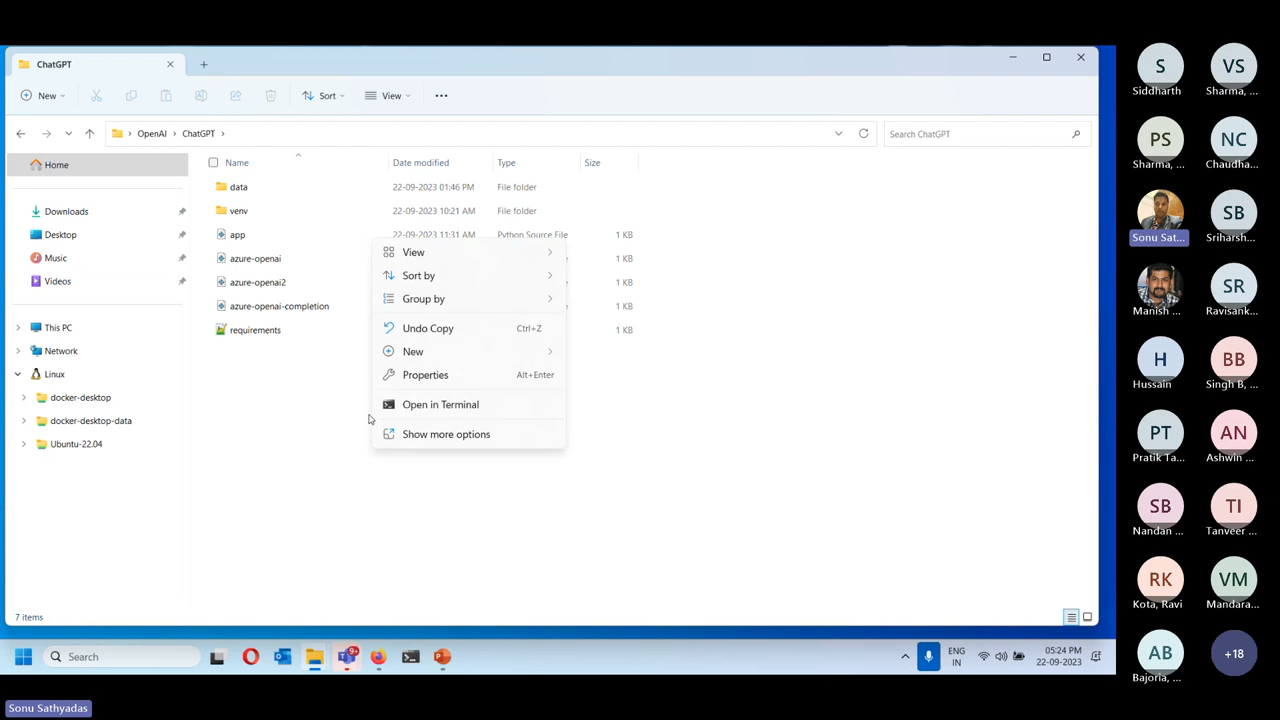 ChatGPT
New
Sort
View
OpenAI
ChatGPT
Search ChatGPT
Home
Downloads
Desktop
Music
Videos
This PC
Network
Linux
docker-desktop
docker-desktop-data
Ubuntu-22.04
Name
Date modified
Type
Size
data
22-09-2023 01:46 PM
File folder
venv
22-09-2023 10:21 AM
File folder
app
22-09-2023 11:31 AM
Python Source File
1 KB
azure-openai
1 KB
azure-openai2
1 KB
azure-openai-completion
1 KB
requirements
1 KB
View
Sort by
Group by
Undo Copy
Ctrl+Z
New
Properties
Alt+Enter
Open in Terminal
Show more options
7 items
Search
9+
ENG
IN
05:24 PM
22-09-2023
Sonu Sathyadas
S
Siddharth
VS
Sharma, ...
PS
Sharma, ...
NC
Chaudha...
Sonu Sat...
SB
Sriharsh...
Manish ...
SR
Ravisank...
H
Hussain
BB
Singh B, ...
PT
Pratik Ta...
AN
Ashwin ...
SB
Nandan ...
TI
Tanveer ...
RK
Kota, Ravi
VM
Mandara...
AB
Bajoria, ...
+18